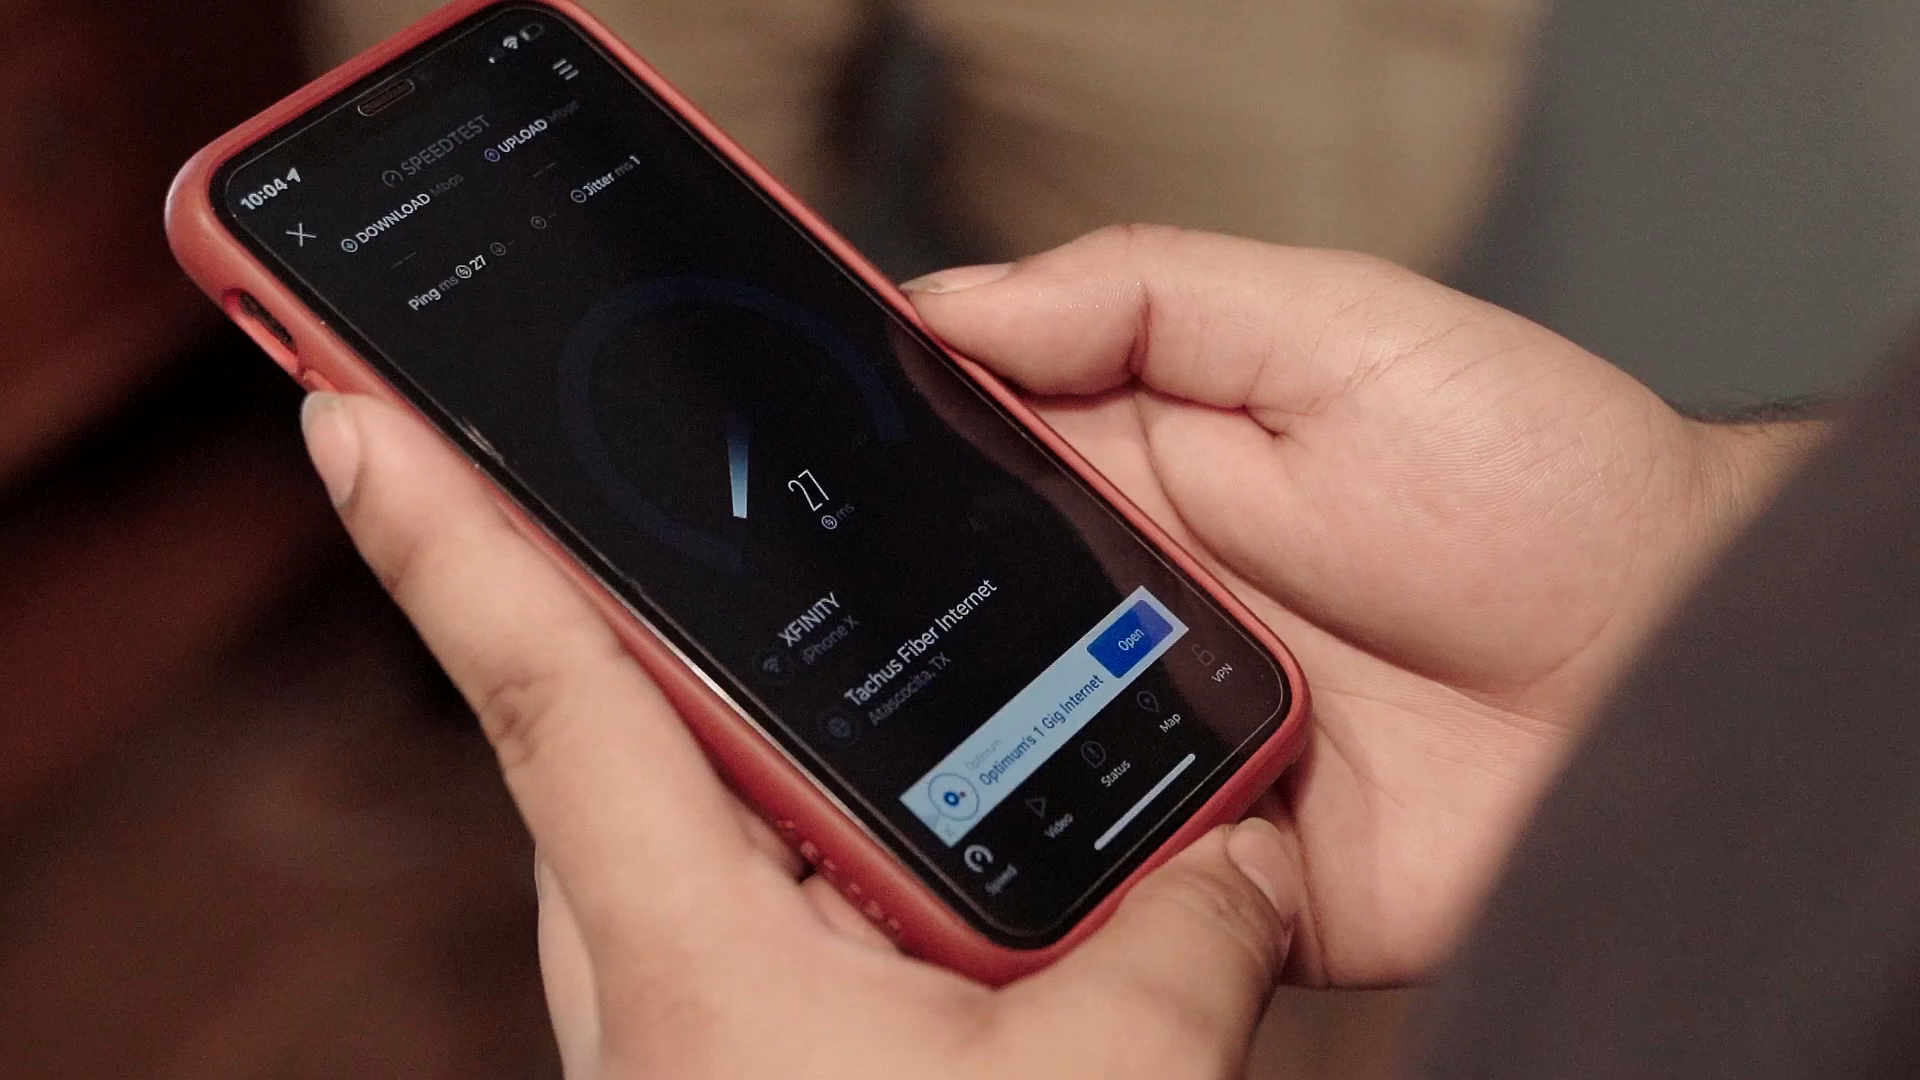 10:04
SPEEDTEST
DOWNLOAD Mbps
UPLOAD Mbps
Ping ms 27
Jitter ms 1
27
ms
XFINITY
iPhone X
Tachus Fiber Internet
Atascocita, TX
Optimum
Optimum's 1 Gig Internet
Open
Speed
Video
Status
Map
VPN